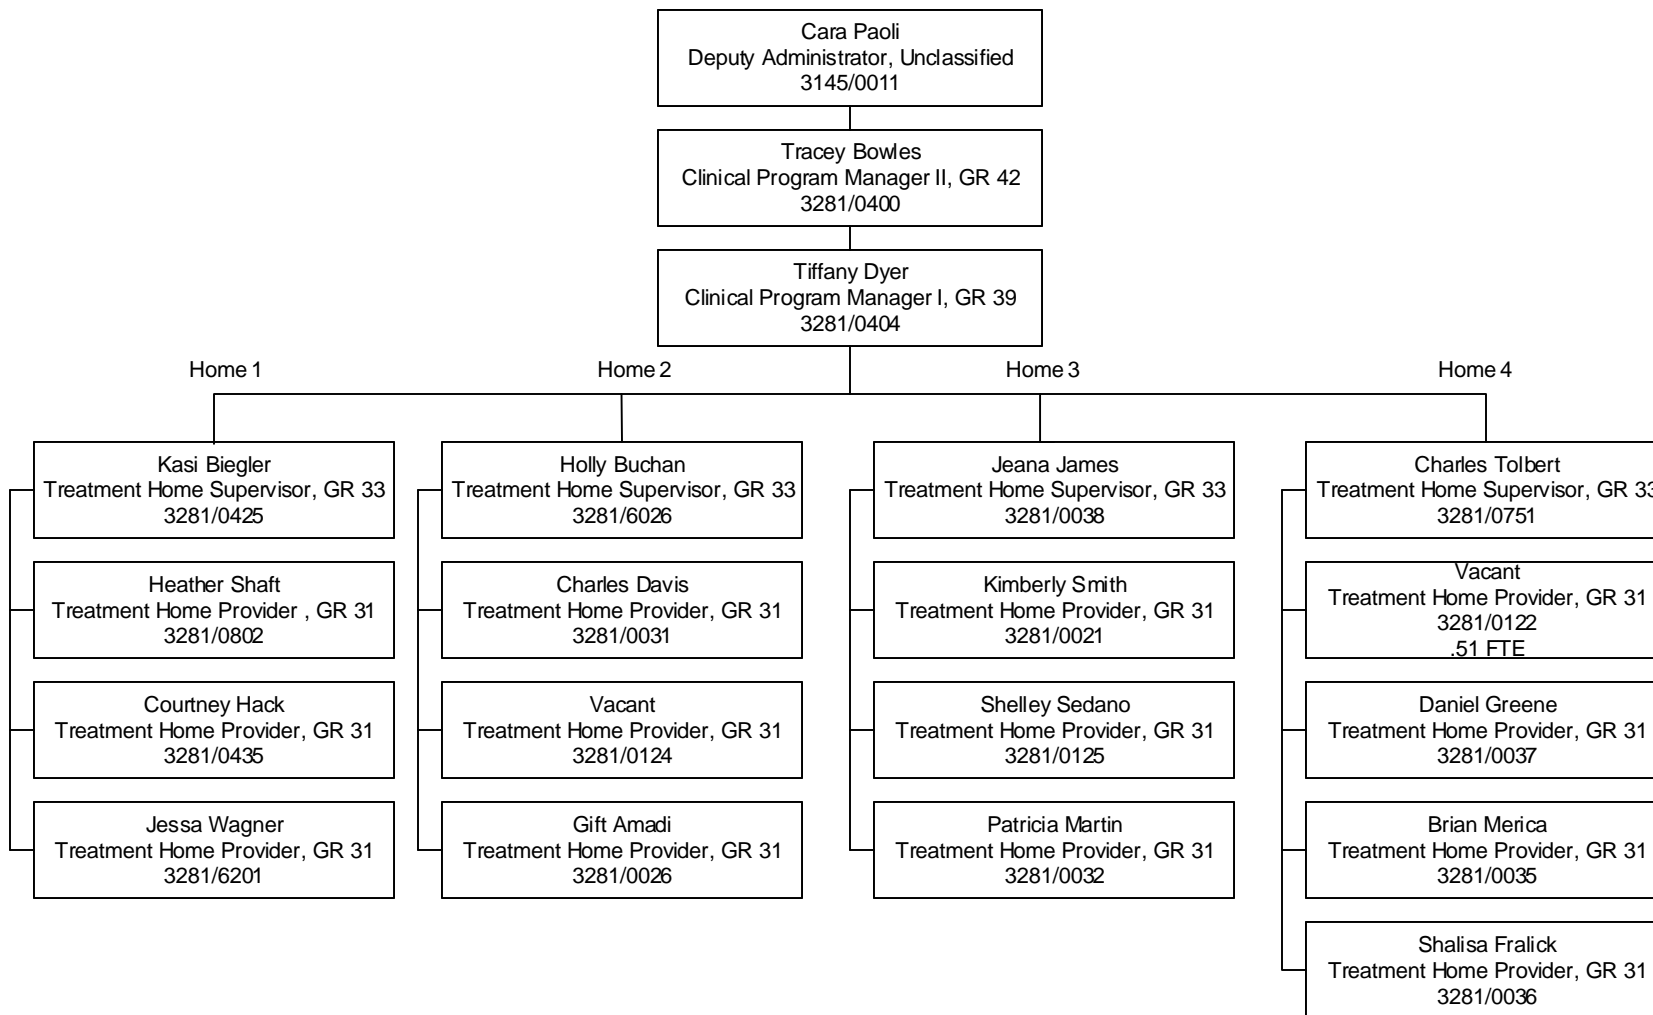 Cara Paoli
Deputy Administrator, Unclassified
3145/0011
Tracey Bowles
Clinical Program Manager II, GR 42
3281/0400
Tiffany Dyer
Clinical Program Manager I, GR 39
3281/0404
Home 1
Home 2
Home 3
Home 4
Kasi Biegler
Treatment Home Supervisor, GR 33
3281/0425
Heather Shaft
Treatment Home Provider , GR 31
3281/0802
Courtney Hack
Treatment Home Provider, GR 31
3281/0435
Jessa Wagner
Treatment Home Provider, GR 31
3281/6201
Holly Buchan
Treatment Home Supervisor, GR 33
3281/6026
Charles Davis
Treatment Home Provider, GR 31
3281/0031
Vacant
Treatment Home Provider, GR 31
3281/0124
Gift Amadi
Treatment Home Provider, GR 31
3281/0026
Jeana James
Treatment Home Supervisor, GR 33
3281/0038
Kimberly Smith
Treatment Home Provider, GR 31
3281/0021
Shelley Sedano
Treatment Home Provider, GR 31
3281/0125
Patricia Martin
Treatment Home Provider, GR 31
3281/0032
Charles Tolbert
Treatment Home Supervisor, GR 33
3281/0751
Vacant
Treatment Home Provider, GR 31
3281/0122
.51 FTE
Daniel Greene
Treatment Home Provider, GR 31
3281/0037
Brian Merica
Treatment Home Provider, GR 31
3281/0035
Shalisa Fralick
Treatment Home Provider, GR 31
3281/0036